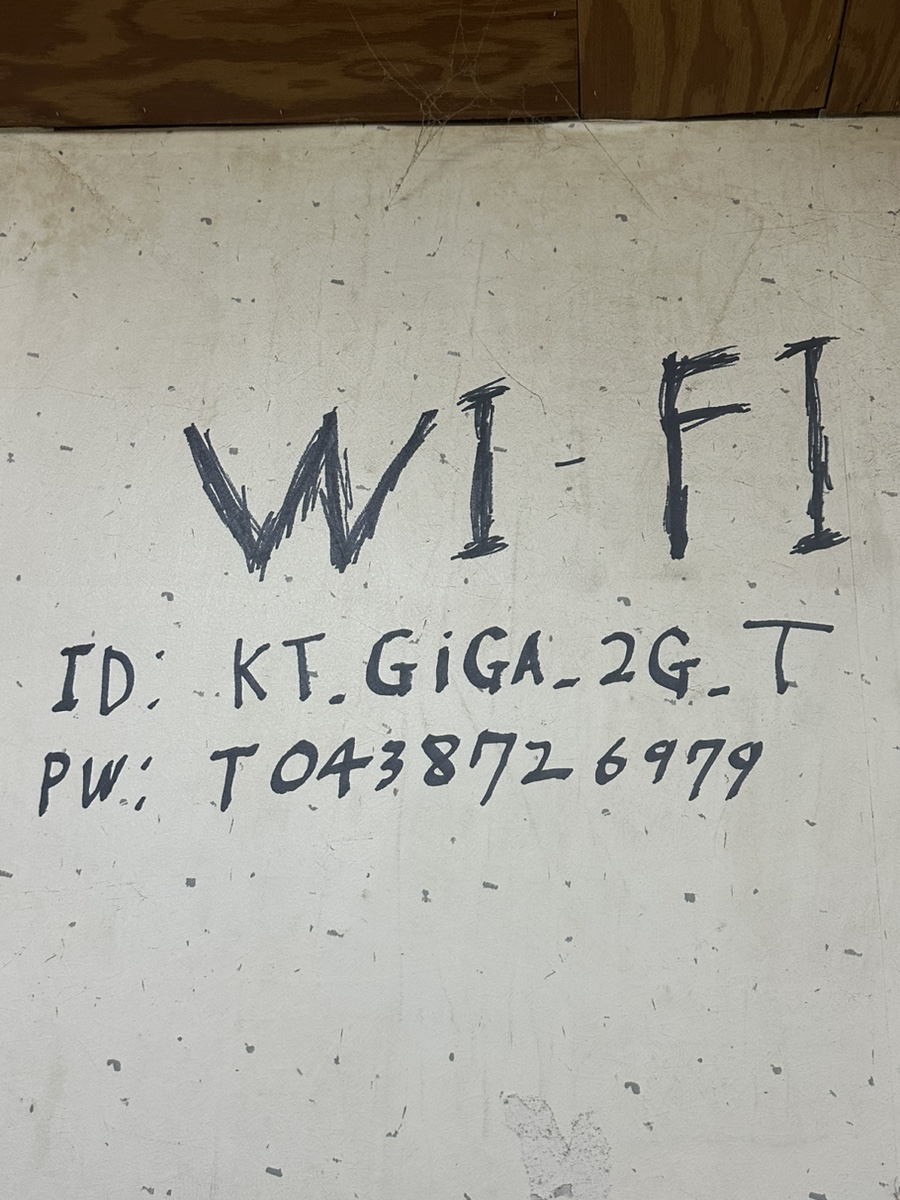 WI-FI
ID: KT_GiGA_2G_T
PW: T0438726979